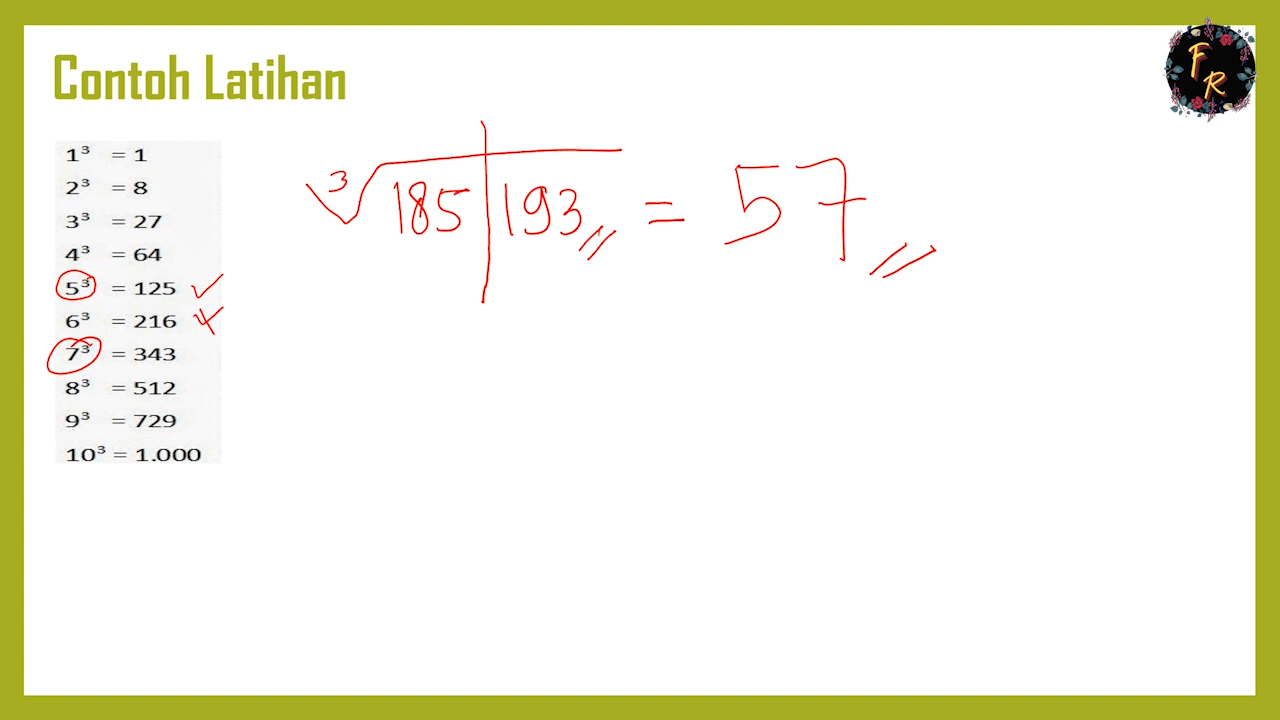 Contoh Latihan
F
R
1³ = 1
2³ = 8
3³ = 27
4³ = 64
5³ = 125
6³ = 216
7³ = 343
8³ = 512
9³ = 729
10³ = 1.000
³√185|193 = 57